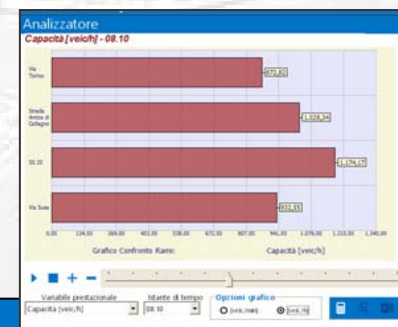 Analizzatore
Capacità [veic/h] - 08.10
Via
Torino
872,82
Strada
Antica di
Collegno
1.028,34
SS 25
1.174,17
Via Susa
932,55
0,00 134,00 269,00 403,00 538,00 672,00 807,00 941,00 1.076,00 1.210,00 1.345,00
Grafico Confronto Rami: Capacità [veic/h]
Variabile prestazionale Istante di tempo Opzioni grafico
Capacità [veic/h] 08.10 [veic/min] [veic/h]